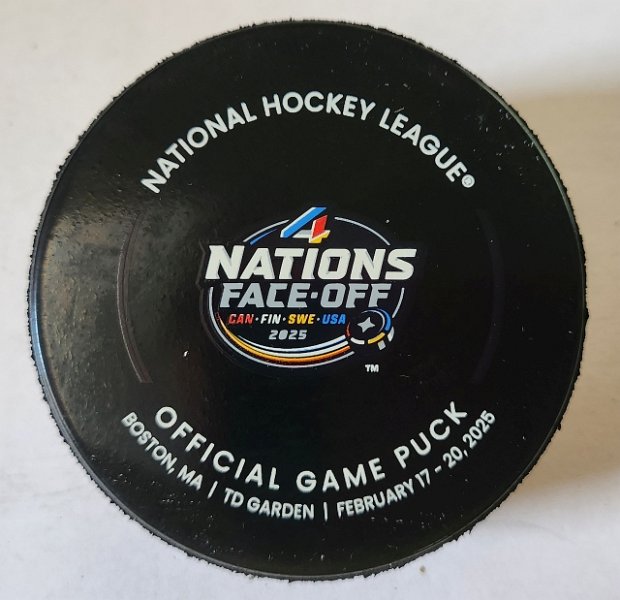 NATIONAL HOCKEY LEAGUE®
4
NATIONS
FACE·OFF
CAN·FIN·SWE·USA
2025
TM
OFFICIAL GAME PUCK
BOSTON, MA | TD GARDEN | FEBRUARY 17 - 20, 2025